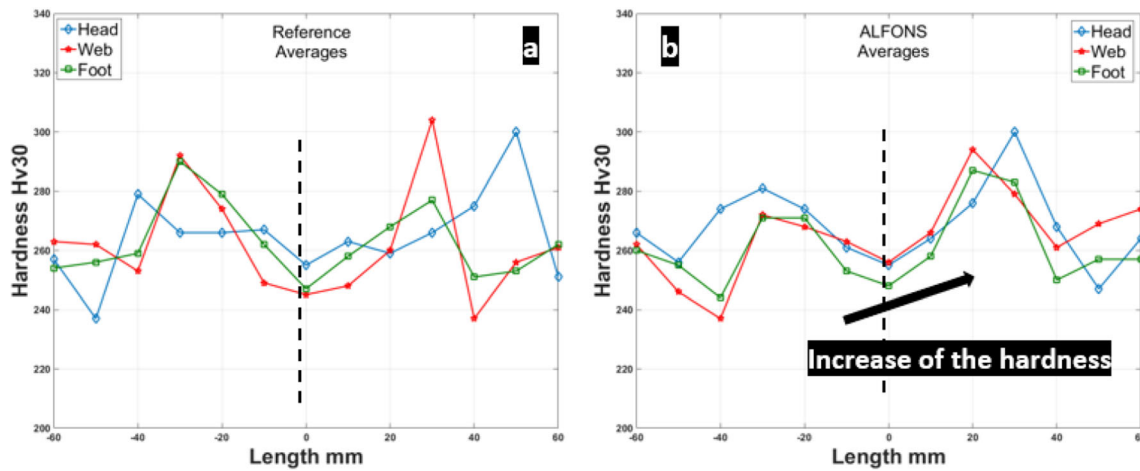 340
320
300
280
260
240
220
200
-60
-40
-20
0
20
40
60
Hardness Hv30
Length mm
Head
Web
Foot
Reference
Averages
a
340
320
300
280
260
240
220
200
-60
-40
-20
0
20
40
60
Hardness Hv30
Length mm
b
ALFONS
Averages
Head
Web
Foot
Increase of the hardness